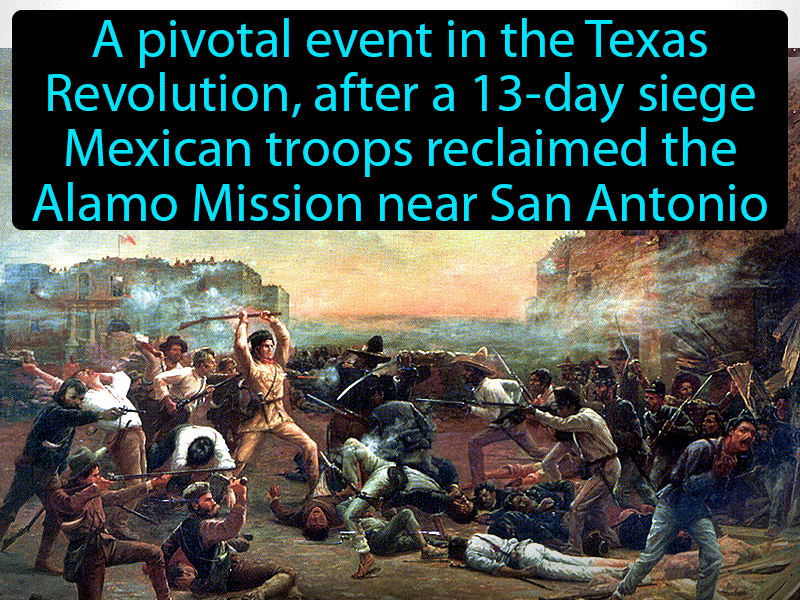 A pivotal event in the Texas
Revolution, after a 13-day siege
Mexican troops reclaimed the
Alamo Mission near San Antonio